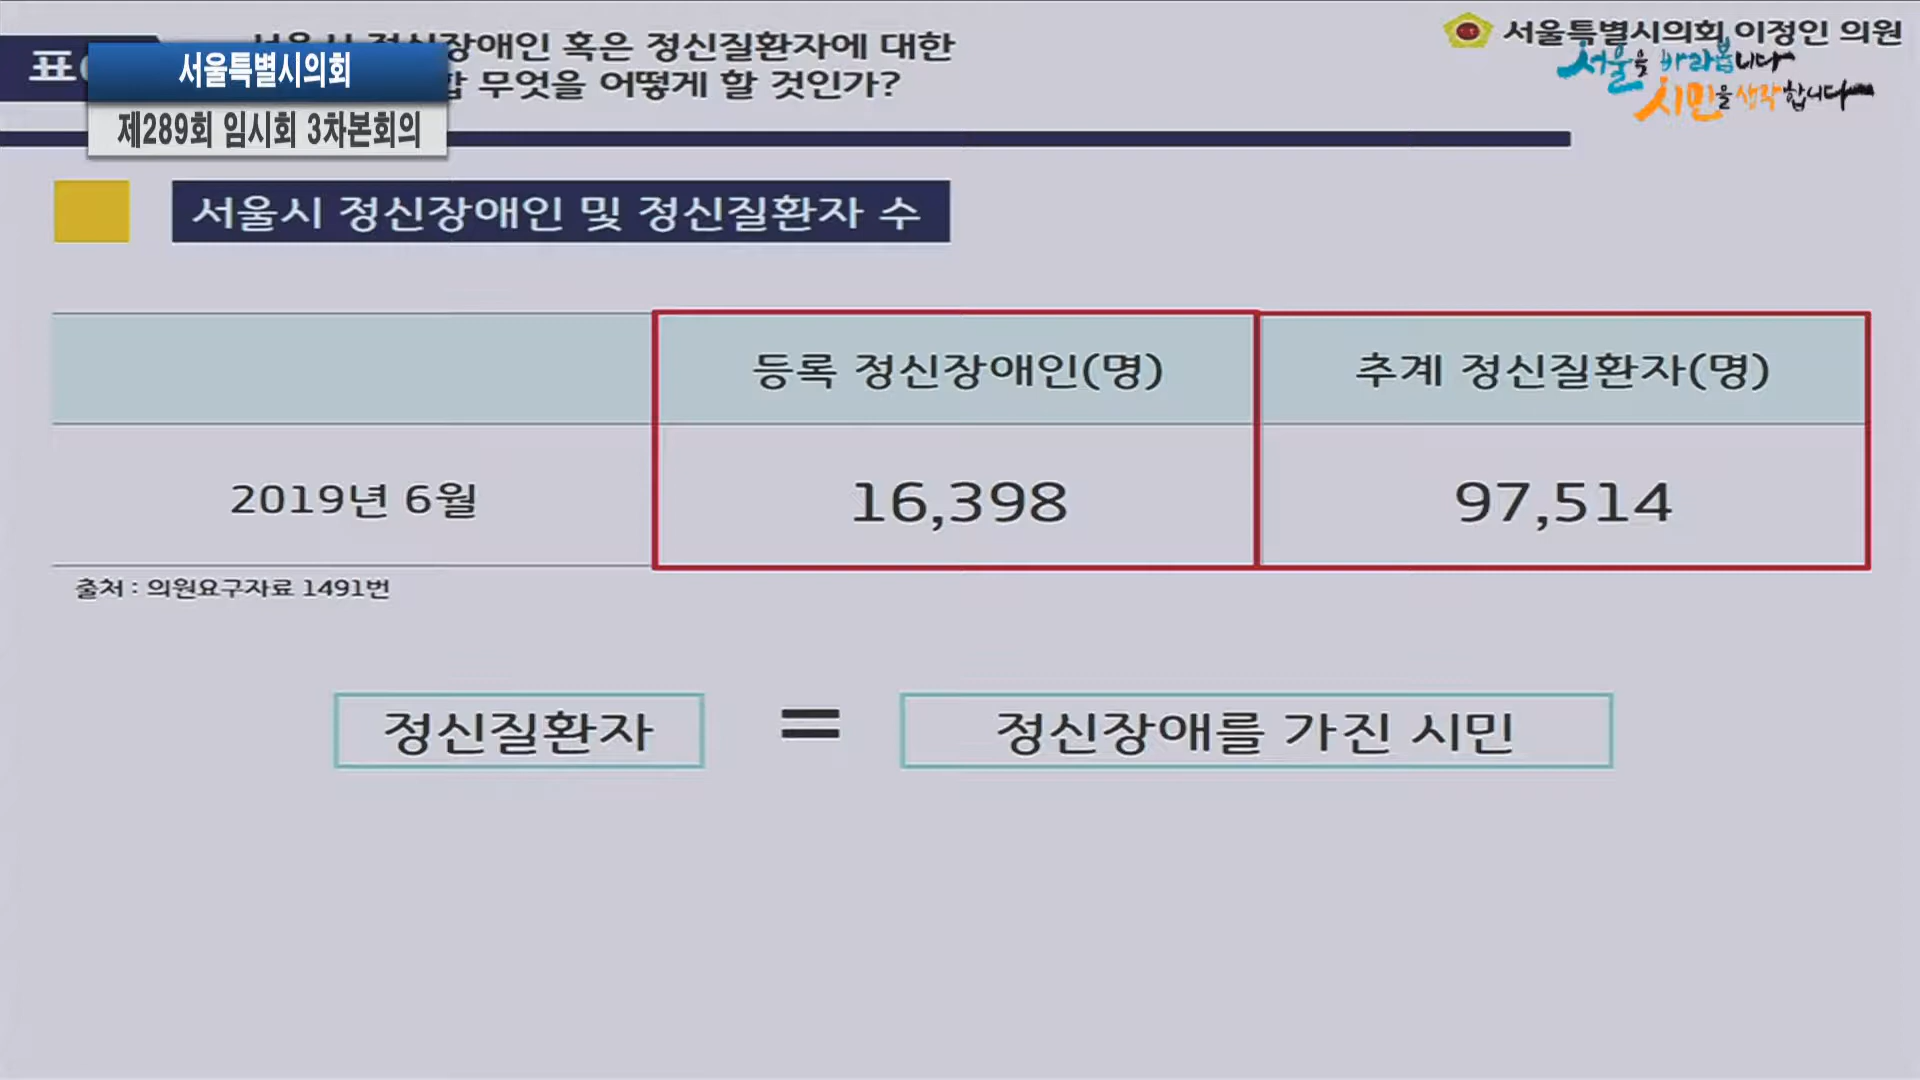 서울특별시의회
제289회 임시회 3차본회의
정신장애인 혹은 정신질환자에 대한
무엇을 어떻게 할 것인가?
서울특별시의회 이정인 의원
서울을 바라봅니다
시민을 생각합니다
서울시 정신장애인 및 정신질환자 수
등록 정신장애인(명) 추계 정신질환자(명)
2019년 6월 16,398 97,514
출처 : 의원요구자료 1491번
정신질환자 = 정신장애를 가진 시민